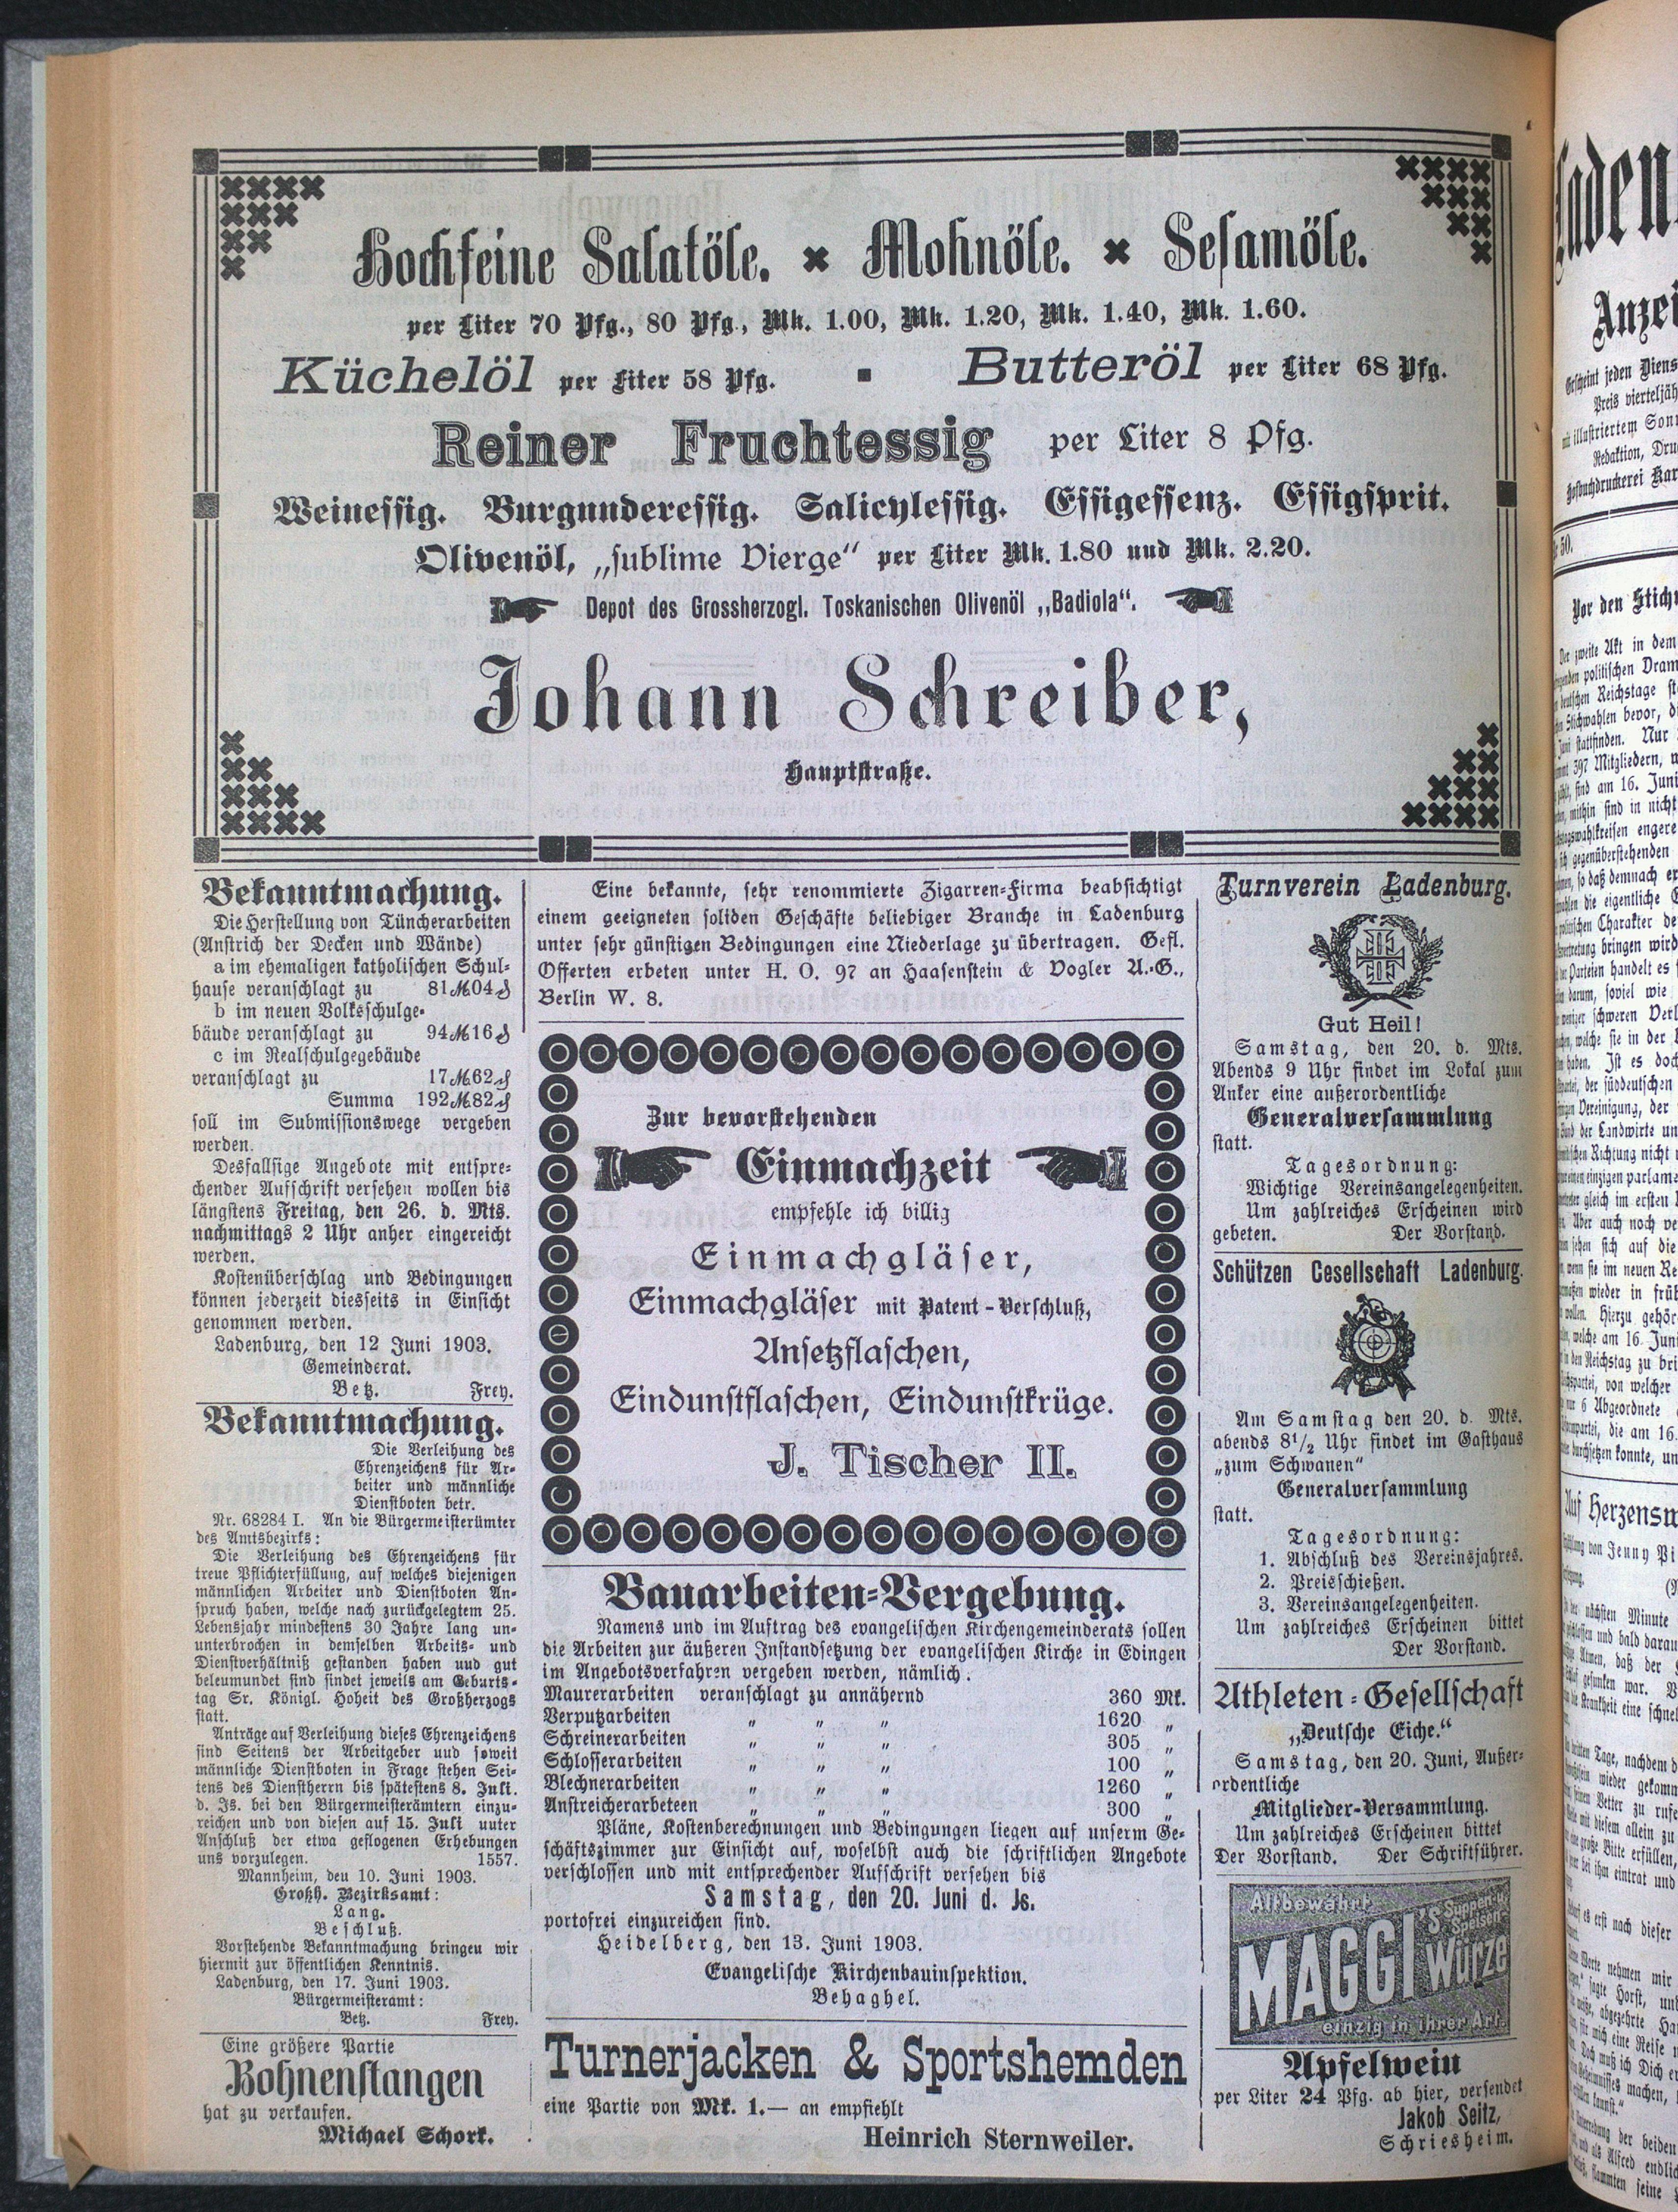 Hochfeine Salatöle. × Mohnöle. × Sesamöle.
per Liter 70 Pfg., 80 Pfg., Mk. 1.00, Mk. 1.20, Mk. 1.40, Mk. 1.60.
Küchelöl per Liter 58 Pfg. ▪ Butteröl per Liter 68 Pfg.
Reiner Fruchtessig per Liter 8 Pfg.
Weinessig. Burgunderessig. Salicylessig. Essigessenz. Essigsprit.
Olivenöl, „sublime Vierge“ per Liter Mk. 1.80 und Mk. 2.20.
Depot des Grossherzogl. Toskanischen Olivenöl „Badiola“.
Johann Schreiber,
Hauptstraße.
Bekanntmachung.
Die Herstellung von Tüncherarbeiten
(Anstrich der Decken und Wände)
a im ehemaligen katholischen Schul-
hause veranschlagt zu 81 M 04 ₰
b im neuen Volksschulge-
bäude veranschlagt zu 94 M 16 ₰
c im Realschulgegebäude
veranschlagt zu 17 M 62 ₰
Summa 192 M 82 ₰
soll im Submissionswege vergeben
werden.
Desfallsige Angebote mit entspre-
chender Aufschrift versehen wollen bis
längstens Freitag, den 26. d. Mts.
nachmittags 2 Uhr anher eingereicht
werden.
Kostenüberschlag und Bedingungen
können jederzeit diesseits in Einsicht
genommen werden.
Ladenburg, den 12 Juni 1903.
Gemeinderat.
Betz. Frey.
Bekanntmachung.
Die Verleihung des
Ehrenzeichens für Ar-
beiter und männliche
Dienstboten betr.
Nr. 68284 I. An die Bürgermeisterümter
des Amtsbezirks:
Die Verleihung des Ehrenzeichens für
treue Pflichterfüllung, auf welches diejenigen
männlichen Arbeiter und Dienstboten An-
spruch haben, welche nach zurückgelegtem 25.
Lebensjahr mindestens 30 Jahre lang un-
unterbrochen in demselben Arbeits- und
Dienstverhältniß gestanden haben und gut
beleumundet sind findet jeweils am Geburts-
tag Sr. Königl. Hoheit des Großherzogs
statt.
Anträge auf Verleihung dieses Ehrenzeichens
sind Seitens der Arbeitgeber und soweit
männliche Dienstboten in Frage stehen Sei-
tens des Dienstherrn bis spätestens 8. Juli.
d. Js. bei den Bürgermeisterämtern einzu-
reichen und von diesen auf 15. Juli unter
Anschluß der etwa geflogenen Erhebungen
uns vorzulegen. 1557.
Mannheim, den 10. Juni 1903.
Großh. Bezirksamt:
Lang.
Beschluß.
Vorstehende Bekanntmachung bringen wir
hiermit zur öffentlichen Kenntnis.
Ladenburg, den 17. Juni 1903.
Bürgermeisteramt:
Betz. Frey.
Eine größere Partie
Bohnenstangen
hat zu verkaufen.
Michael Schork.
Eine bekannte, sehr renommierte Zigarren-Firma beabsichtigt
einem geeigneten soliden Geschäfte beliebiger Branche in Ladenburg
unter sehr günstigen Bedingungen eine Niederlage zu übertragen. Gefl.
Offerten erbeten unter H. O. 97 an Haasenstein & Vogler A.-G.,
Berlin W. 8.
Zur bevorstehenden
Einmachzeit
empfehle ich billig
Einmachgläser,
Einmachgläser mit Patent-Verschluß,
Ansetzflaschen,
Eindunstflaschen, Eindunstkrüge.
J. Tischer II.
Bauarbeiten-Vergebung.
Namens und im Auftrag des evangelischen Kirchengemeinderats sollen
die Arbeiten zur äußeren Instandsetzung der evangelischen Kirche in Edingen
im Angebotsverfahren vergeben werden, nämlich:
Maurerarbeiten veranschlagt zu annähernd 360 Mk.
Verputzarbeiten „ „ „ 1620 „
Schreinerarbeiten „ „ „ 305 „
Schlosserarbeiten „ „ „ 100 „
Blechnerarbeiten „ „ „ 1260 „
Anstreicherarbeteen „ „ „ 300 „
Pläne, Kostenberechnungen und Bedingungen liegen auf unserm Ge-
schäftszimmer zur Einsicht auf, woselbst auch die schriftlichen Angebote
verschlossen und mit entsprechender Aufschrift versehen bis
Samstag, den 20. Juni d. Js.
portofrei einzureichen sind.
Heidelberg, den 13. Juni 1903.
Evangelische Kirchenbauinspektion.
Behaghel.
Turnerjacken & Sportshemden
eine Partie von Mk. 1.— an empfiehlt
Heinrich Sternweiler.
Turnverein Ladenburg.
Gut Heil!
Samstag, den 20. d. Mts.
Abends 9 Uhr findet im Lokal zum
Anker eine außerordentliche
Generalversammlung
statt.
Tagesordnung:
Wichtige Vereinsangelegenheiten.
Um zahlreiches Erscheinen wird
gebeten. Der Vorstand.
Schützen Gesellschaft Ladenburg.
Am Samstag den 20. d. Mts.
abends 8½ Uhr findet im Gasthaus
„zum Schwanen“
Generalversammlung
statt.
Tagesordnung:
1. Abschluß des Vereinsjahres.
2. Preisschießen.
3. Vereinsangelegenheiten.
Um zahlreiches Erscheinen bittet
Der Vorstand.
Athleten-Gesellschaft
„Deutsche Eiche.“
Samstag, den 20. Juni, Außer-
ordentliche
Mitglieder-Versammlung.
Um zahlreiches Erscheinen bittet
Der Vorstand. Der Schriftführer.
Altbewährt
MAGGI'S Suppen- u. Speisen-
Würze
einzig in ihrer Art.
Apfelwein
per Liter 24 Pfg. ab hier, versendet
Jakob Seitz,
Schriesheim.